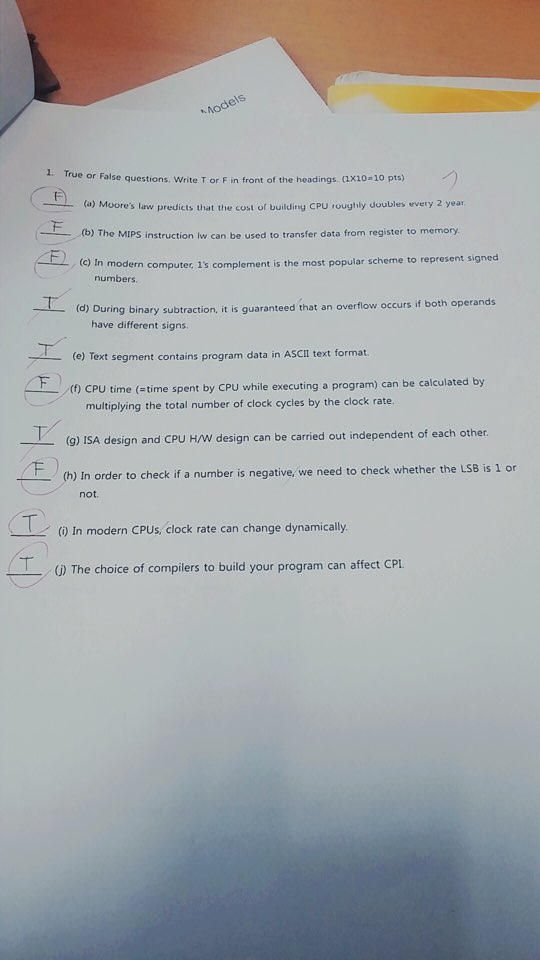 Models
1. True or False questions. Write T or F in front of the headings. (1X10=10 pts) 7
F (a) Moore's law predicts that the cost of building CPU roughly doubles every 2 year.
F (b) The MIPS instruction lw can be used to transfer data from register to memory.
F (c) In modern computer, 1's complement is the most popular scheme to represent signed
numbers.
T (d) During binary subtraction, it is guaranteed that an overflow occurs if both operands
have different signs.
T (e) Text segment contains program data in ASCII text format.
F (f) CPU time (=time spent by CPU while executing a program) can be calculated by
multiplying the total number of clock cycles by the clock rate.
T (g) ISA design and CPU H/W design can be carried out independent of each other.
F (h) In order to check if a number is negative, we need to check whether the LSB is 1 or
not.
T (i) In modern CPUs, clock rate can change dynamically.
T (j) The choice of compilers to build your program can affect CPI.